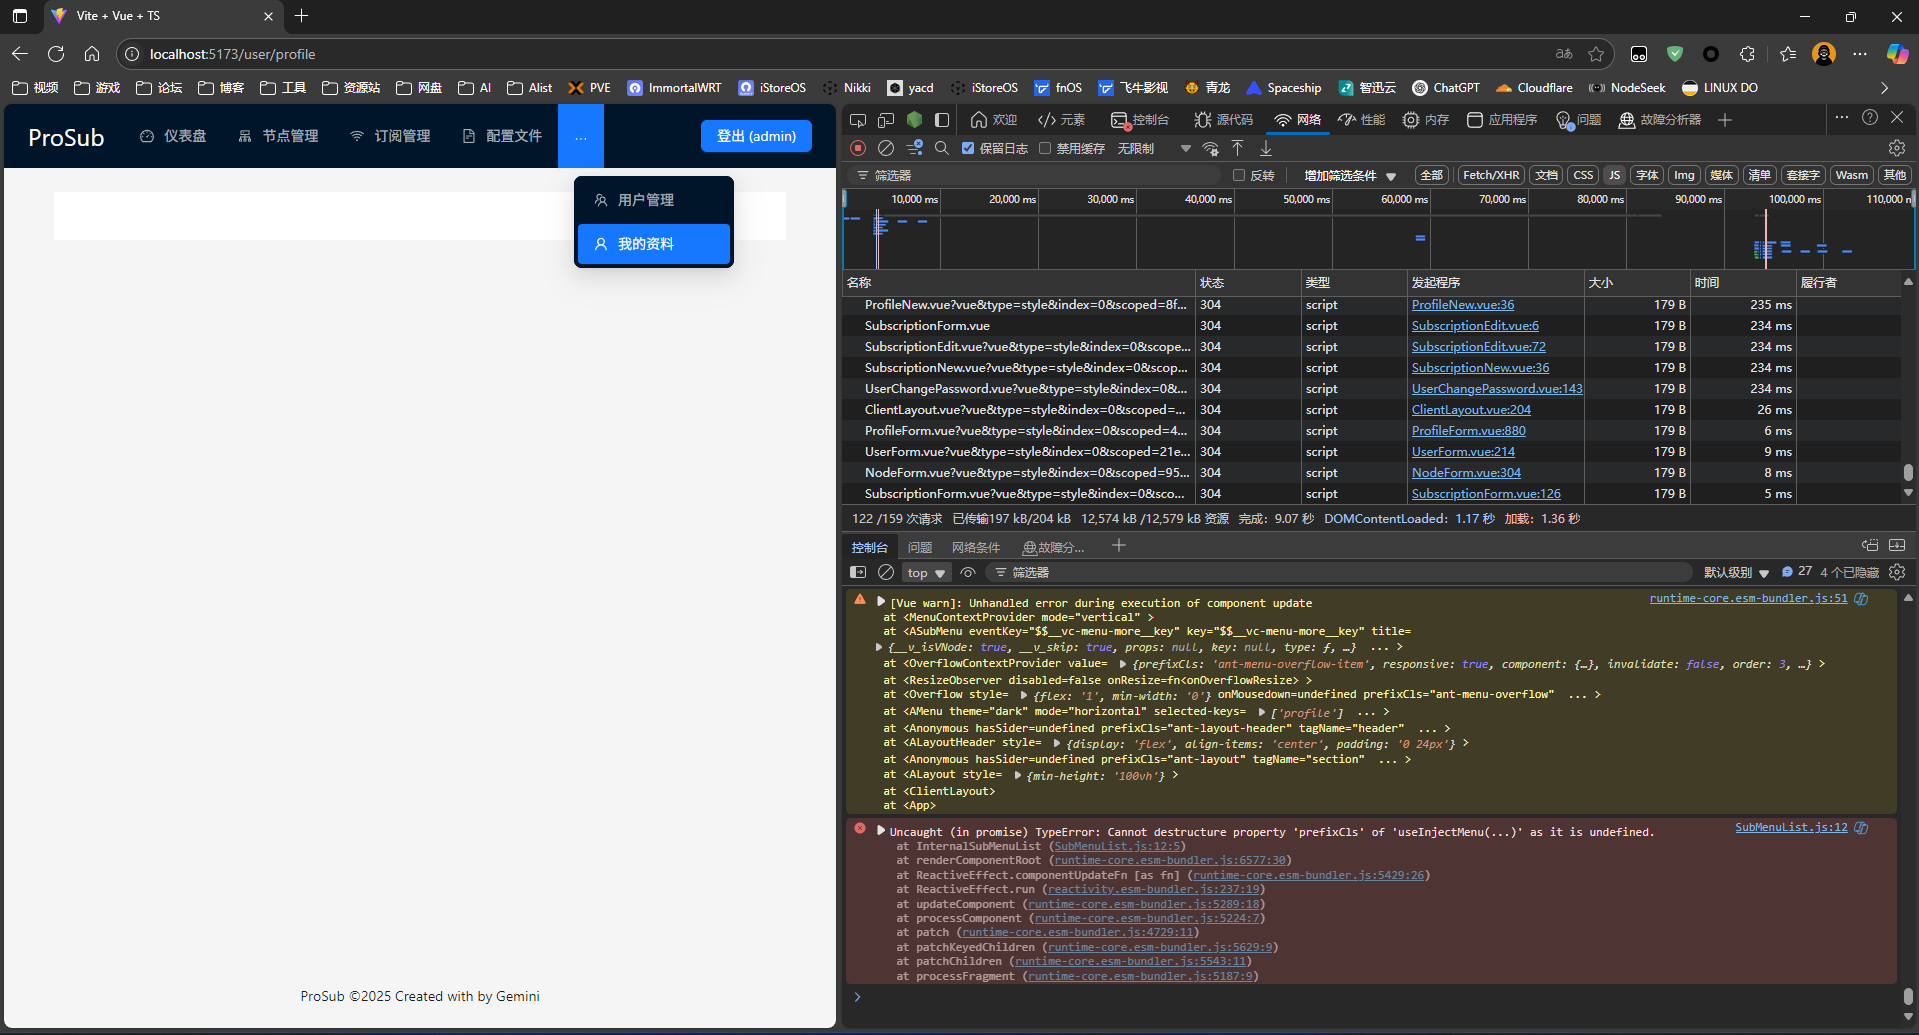 Vite + Vue + TS
localhost:5173/user/profile
视频 游戏 论坛 博客 工具 资源站 网盘 AI Alist PVE ImmortalWRT iStoreOS Nikki yacd iStoreOS fnOS 飞牛影视 青龙 Spaceship 智迅云 ChatGPT Cloudflare NodeSeek LINUX DO
ProSub 仪表盘 节点管理 订阅管理 配置文件 ... 登出 (admin)
用户管理
我的资料
ProSub ©2025 Created with by Gemini
欢迎 元素 控制台 源代码 网络 性能 内存 应用程序 问题 故障分析器
保留日志 禁用缓存 无限制
筛选器 反转 增加筛选条件 全部 Fetch/XHR 文档 CSS JS 字体 Img 媒体 清单 套接字 Wasm 其他
10,000 ms 20,000 ms 30,000 ms 40,000 ms 50,000 ms 60,000 ms 70,000 ms 80,000 ms 90,000 ms 100,000 ms 110,000 n
名称 状态 类型 发起程序 大小 时间 履行者
ProfileNew.vue?vue&type=style&index=0&scoped=8f... 304 script ProfileNew.vue:36 179 B 235 ms
SubscriptionForm.vue 304 script SubscriptionEdit.vue:6 179 B 234 ms
SubscriptionEdit.vue?vue&type=style&index=0&scope... 304 script SubscriptionEdit.vue:72 179 B 234 ms
SubscriptionNew.vue?vue&type=style&index=0&scop... 304 script SubscriptionNew.vue:36 179 B 234 ms
UserChangePassword.vue?vue&type=style&index=0&... 304 script UserChangePassword.vue:143 179 B 234 ms
ClientLayout.vue?vue&type=style&index=0&scoped=... 304 script ClientLayout.vue:204 179 B 26 ms
ProfileForm.vue?vue&type=style&index=0&scoped=4... 304 script ProfileForm.vue:880 179 B 6 ms
UserForm.vue?vue&type=style&index=0&scoped=21e... 304 script UserForm.vue:214 179 B 9 ms
NodeForm.vue?vue&type=style&index=0&scoped=95... 304 script NodeForm.vue:304 179 B 8 ms
SubscriptionForm.vue?vue&type=style&index=0&sco... 304 script SubscriptionForm.vue:126 179 B 5 ms
122 /159 次请求 已传输197 kB/204 kB 12,574 kB /12,579 kB 资源 完成：9.07 秒 DOMContentLoaded：1.17 秒 加载：1.36 秒
控制台 问题 网络条件 故障分...
top 筛选器 默认级别 27 4 个已隐藏
[Vue warn]: Unhandled error during execution of component update runtime-core.esm-bundler.js:51
at <MenuContextProvider mode="vertical" >
at <ASubMenu eventKey="$$__vc-menu-more__key" key="$$__vc-menu-more__key" title=
{__v_isVNode: true, __v_skip: true, props: null, key: null, type: ƒ, …} ... >
at <OverflowContextProvider value= {prefixCls: 'ant-menu-overflow-item', responsive: true, component: {…}, invalidate: false, order: 3, …} >
at <ResizeObserver disabled=false onResize=fn<onOverflowResize> >
at <Overflow style= {flex: '1', min-width: '0'} onMousedown=undefined prefixCls="ant-menu-overflow" ... >
at <AMenu theme="dark" mode="horizontal" selected-keys= ['profile'] ... >
at <Anonymous hasSider=undefined prefixCls="ant-layout-header" tagName="header" ... >
at <ALayoutHeader style= {display: 'flex', align-items: 'center', padding: '0 24px'} >
at <Anonymous hasSider=undefined prefixCls="ant-layout" tagName="section" ... >
at <ALayout style= {min-height: '100vh'} >
at <ClientLayout>
at <App>
Uncaught (in promise) TypeError: Cannot destructure property 'prefixCls' of 'useInjectMenu(...)' as it is undefined. SubMenuList.js:12
at InternalSubMenuList (SubMenuList.js:12:5)
at renderComponentRoot (runtime-core.esm-bundler.js:6577:30)
at ReactiveEffect.componentUpdateFn [as fn] (runtime-core.esm-bundler.js:5429:26)
at ReactiveEffect.run (reactivity.esm-bundler.js:237:19)
at updateComponent (runtime-core.esm-bundler.js:5289:18)
at processComponent (runtime-core.esm-bundler.js:5224:7)
at patch (runtime-core.esm-bundler.js:4729:11)
at patchKeyedChildren (runtime-core.esm-bundler.js:5629:9)
at patchChildren (runtime-core.esm-bundler.js:5543:11)
at processFragment (runtime-core.esm-bundler.js:5187:9)